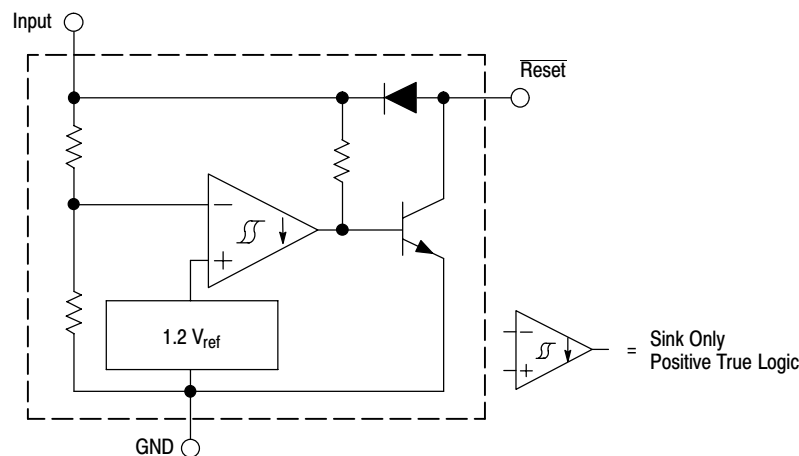 Input
Reset
−
+
1.2 Vref
GND
−
+
= Sink Only
Positive True Logic